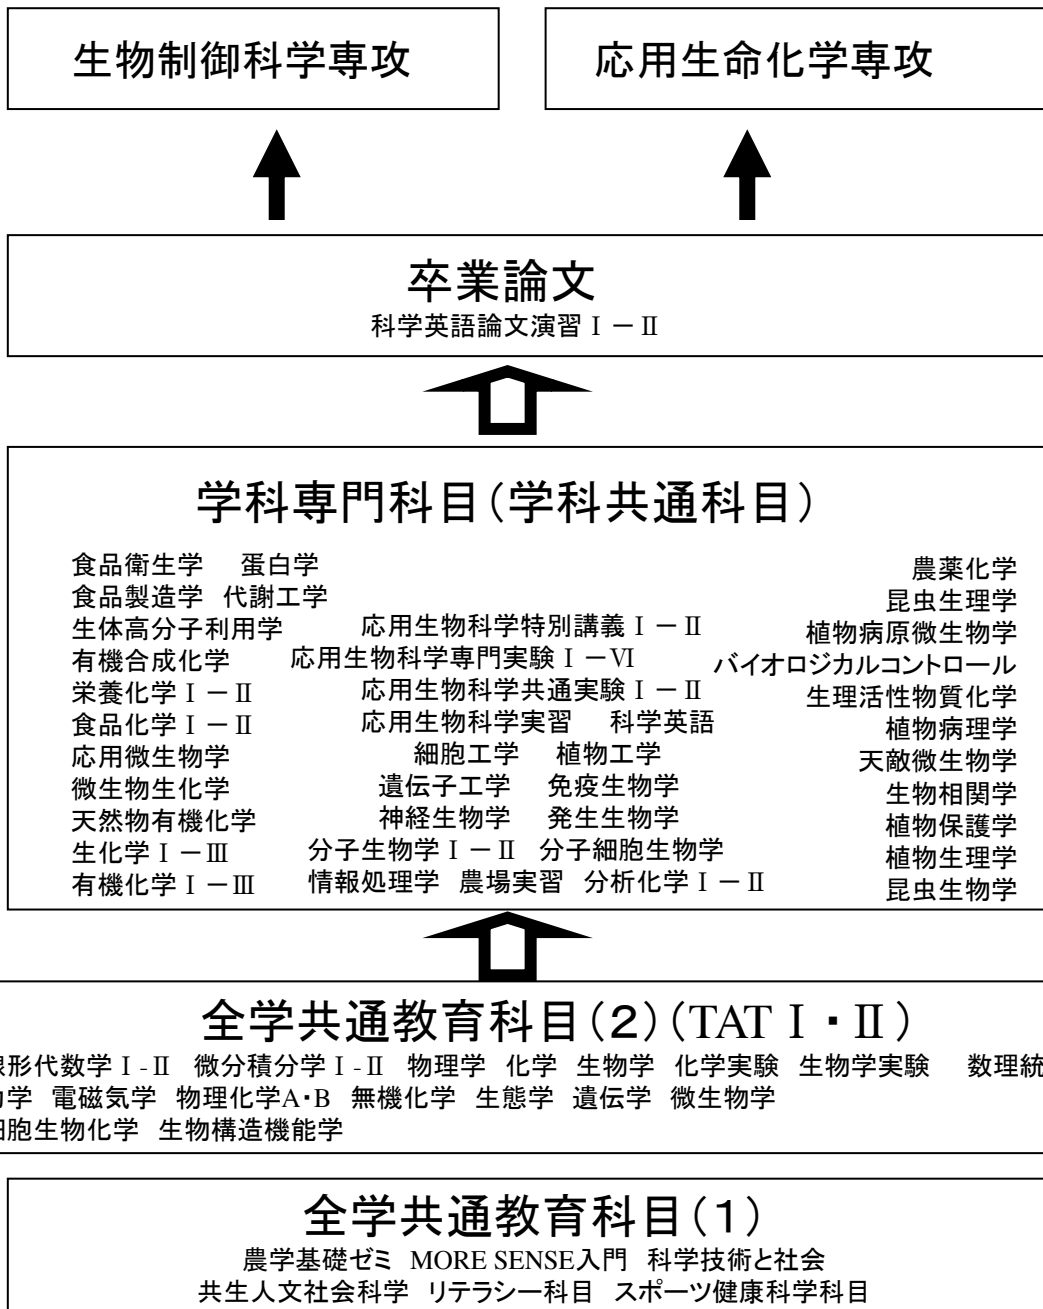 生物制御科学専攻
応用生命化学専攻
卒業論文
科学英語論文演習Ⅰ－Ⅱ
学科専門科目（学科共通科目）
食品衛生学 蛋白学
食品製造学 代謝工学
生体高分子利用学
有機合成化学
栄養化学Ⅰ－Ⅱ
食品化学Ⅰ－Ⅱ
応用微生物学
微生物生化学
天然物有機化学
生化学Ⅰ－Ⅲ
有機化学Ⅰ－Ⅲ
応用生物科学特別講義Ⅰ－Ⅱ
応用生物科学専門実験Ⅰ－Ⅵ
応用生物科学共通実験Ⅰ－Ⅱ
応用生物科学実習 科学英語
細胞工学 植物工学
遺伝子工学 免疫生物学
神経生物学 発生生物学
分子生物学Ⅰ－Ⅱ 分子細胞生物学
情報処理学 農場実習 分析化学Ⅰ－Ⅱ
農薬化学
昆虫生理学
植物病原微生物学
バイオロジカルコントロール
生理活性物質化学
植物病理学
天敵微生物学
生物相関学
植物保護学
植物生理学
昆虫生物学
全学共通教育科目（２）（TATⅠ・Ⅱ）
形代数学Ⅰ-Ⅱ 微分積分学Ⅰ-Ⅱ 物理学 化学 生物学 化学実験 生物学実験 数理統
学 電磁気学 物理化学A・B 無機化学 生態学 遺伝学 微生物学
胞生物化学 生物構造機能学
全学共通教育科目（１）
農学基礎ゼミ MORE SENSE入門 科学技術と社会
共生人文社会科学 リテラシー科目 スポーツ健康科学科目